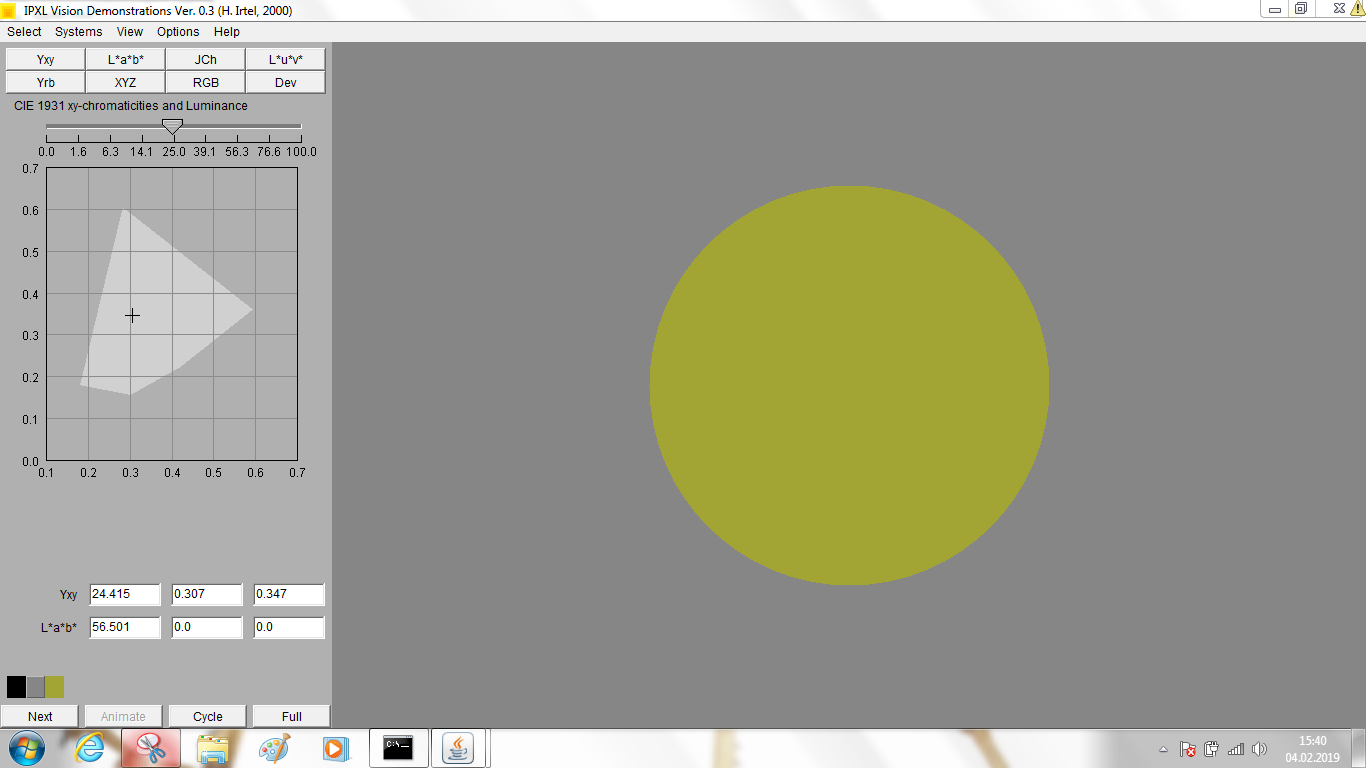 IPXL Vision Demonstrations Ver. 0.3 (H. Irtel, 2000)
Select Systems View Options Help
Yxy L*a*b* JCh L*u*v*
Yrb XYZ RGB Dev
CIE 1931 xy-chromaticities and Luminance
0.0 1.6 6.3 14.1 25.0 39.1 56.3 76.6 100.0
0.7
0.6
0.5
0.4
0.3
0.2
0.1
0.0
0.1 0.2 0.3 0.4 0.5 0.6 0.7
Yxy 24.415 0.307 0.347
L*a*b* 56.501 0.0 0.0
Next Animate Cycle Full
C:\
15:40
04.02.2019